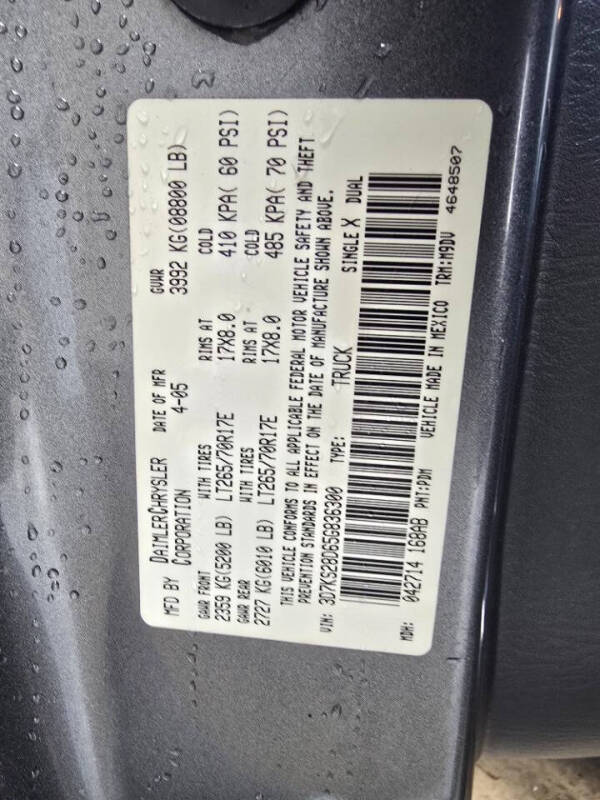 MFD BY DAIMLERCHRYSLER CORPORATION DATE OF MFR 4-05 GVWR 3992 KG(08800 LB)
GAWR FRONT WITH TIRES RIMS AT COLD
2359 KG(5200 LB) LT265/70R17E 17X8.0 410 KPA( 60 PSI)
GAWR REAR WITH TIRES RIMS AT COLD
2727 KG(6010 LB) LT265/70R17E 17X8.0 485 KPA( 70 PSI)
THIS VEHICLE CONFORMS TO ALL APPLICABLE FEDERAL MOTOR VEHICLE SAFETY AND THEFT
PREVENTION STANDARDS IN EFFECT ON THE DATE OF MANUFACTURE SHOWN ABOVE.
VIN: 3D7KS28D65G836300 TYPE: TRUCK SINGLE X DUAL
MDH: 042714 168AB PNT:PDM VEHICLE MADE IN MEXICO TRM:M9DV 4648507